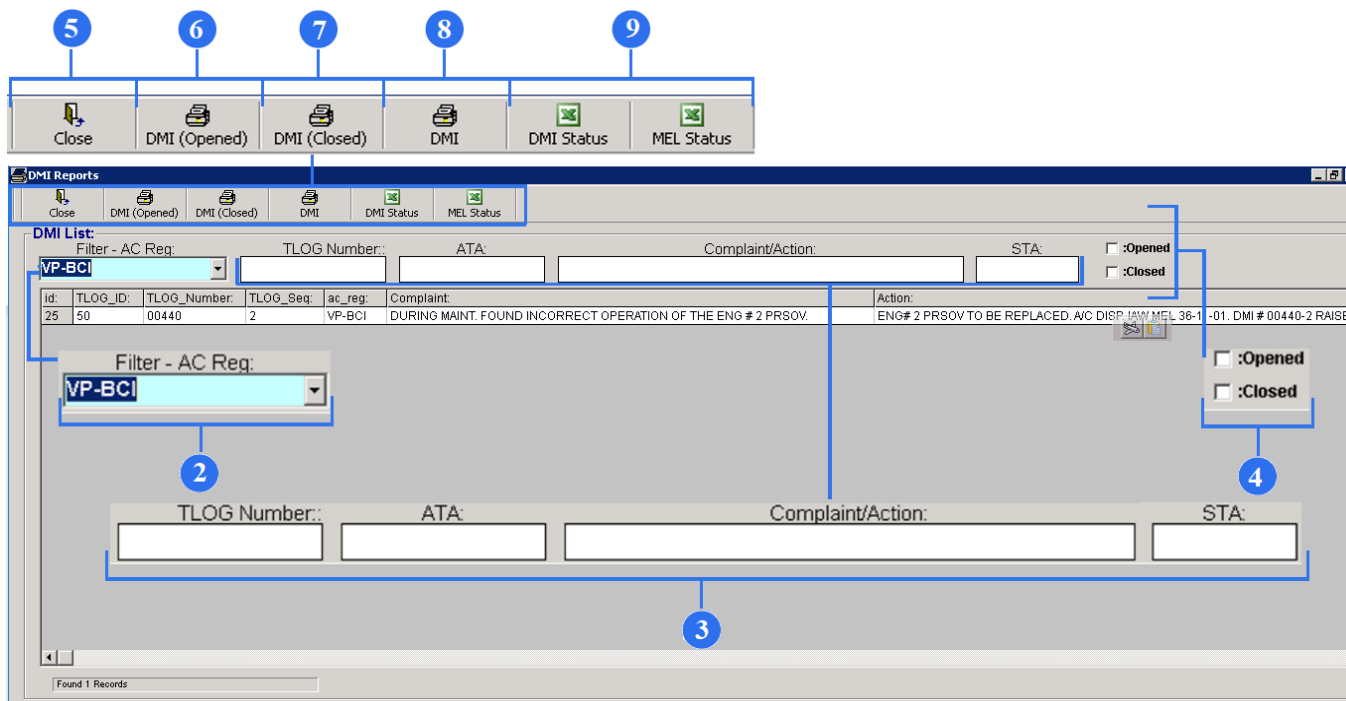 5 6 7 8 9
Close DMI (Opened) DMI (Closed) DMI DMI Status MEL Status
DMI Reports
Close DMI (Opened) DMI (Closed) DMI DMI Status MEL Status
DMI List:
Filter - AC Reg: TLOG Number:: ATA: Complaint/Action: STA: :Opened
VP-BCI :Closed
id: TLOG_ID: TLOG_Number: TLOG_Seq: ac_reg: Complaint: Action:
25 50 00440 2 VP-BCI DURING MAINT. FOUND INCORRECT OPERATION OF THE ENG # 2 PRSOV. ENG# 2 PRSOV TO BE REPLACED. A/C DISP. IAW MEL 36-1 -01. DMI # 00440-2 RAISE
Filter - AC Reg: :Opened
VP-BCI :Closed
2 4
TLOG Number:: ATA: Complaint/Action: STA:
3
Found 1 Records